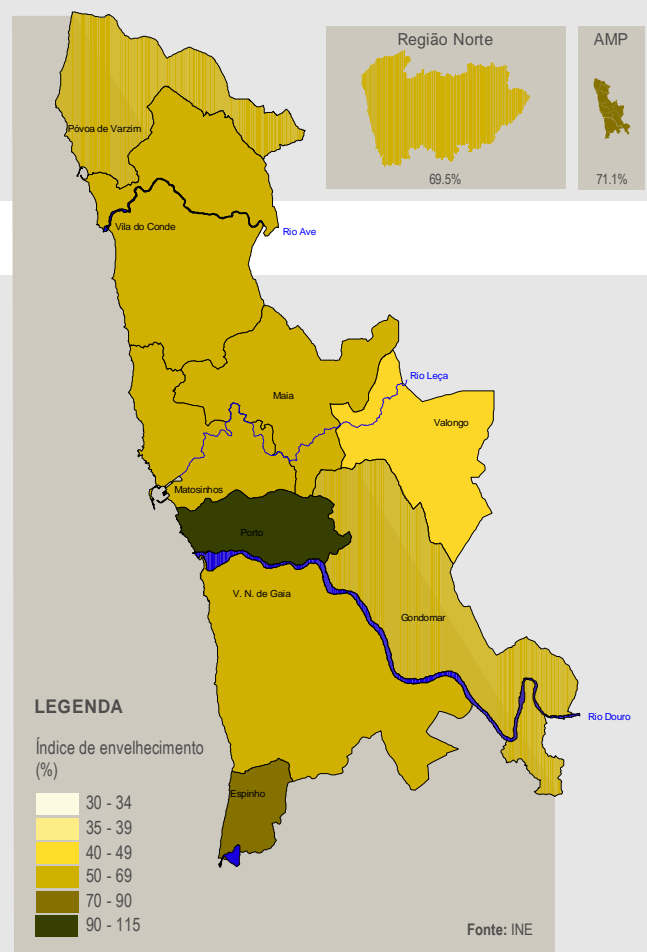 Região Norte
69.5%
AMP
71.1%
Póvoa de Varzim
Vila do Conde
Rio Ave
Rio Leça
Maia
Valongo
Matosinhos
Porto
V. N. de Gaia
Gondomar
Rio Douro
Espinho
LEGENDA
Índice de envelhecimento
(%)
30 - 34
35 - 39
40 - 49
50 - 69
70 - 90
90 - 115
Fonte: INE